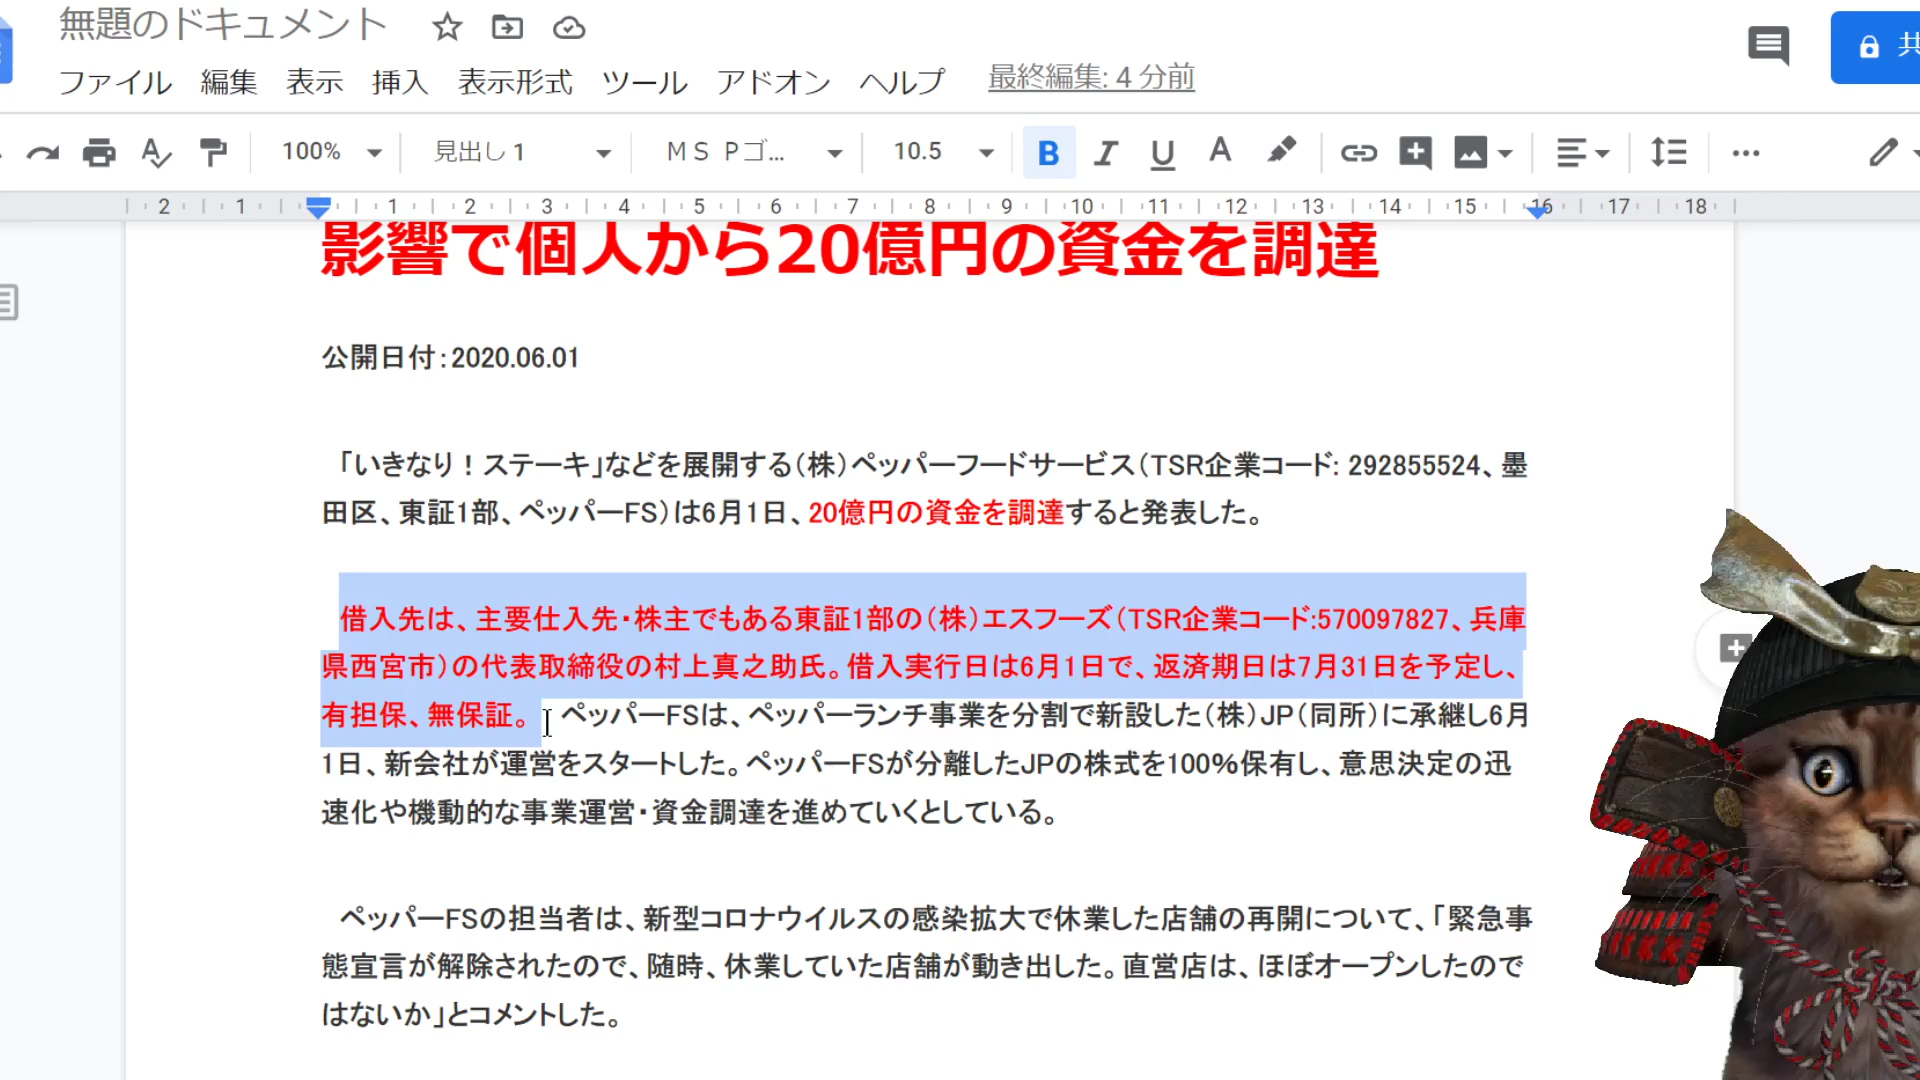 無題のドキュメント
ファイル 編集 表示 挿入 表示形式 ツール アドオン ヘルプ 最終編集: 4 分前
100% 見出し 1 ＭＳ Ｐゴ... 10.5 B I U A
2 1 1 2 3 4 5 6 7 8 9 10 11 12 13 14 15 16 17 18
影響で個人から20億円の資金を調達
公開日付：2020.06.01
「いきなり！ステーキ」などを展開する（株）ペッパーフードサービス（TSR企業コード: 292855524、墨
田区、東証1部、ペッパーFS）は6月1日、20億円の資金を調達すると発表した。
借入先は、主要仕入先・株主でもある東証1部の（株）エスフーズ（TSR企業コード:570097827、兵庫
県西宮市）の代表取締役の村上真之助氏。借入実行日は6月1日で、返済期日は7月31日を予定し、
有担保、無保証。 ペッパーFSは、ペッパーランチ事業を分割で新設した（株）JP（同所）に承継し6月
1日、新会社が運営をスタートした。ペッパーFSが分離したJPの株式を100％保有し、意思決定の迅
速化や機動的な事業運営・資金調達を進めていくとしている。
ペッパーFSの担当者は、新型コロナウイルスの感染拡大で休業した店舗の再開について、「緊急事
態宣言が解除されたので、随時、休業していた店舗が動き出した。直営店は、ほぼオープンしたので
はないか」とコメントした。